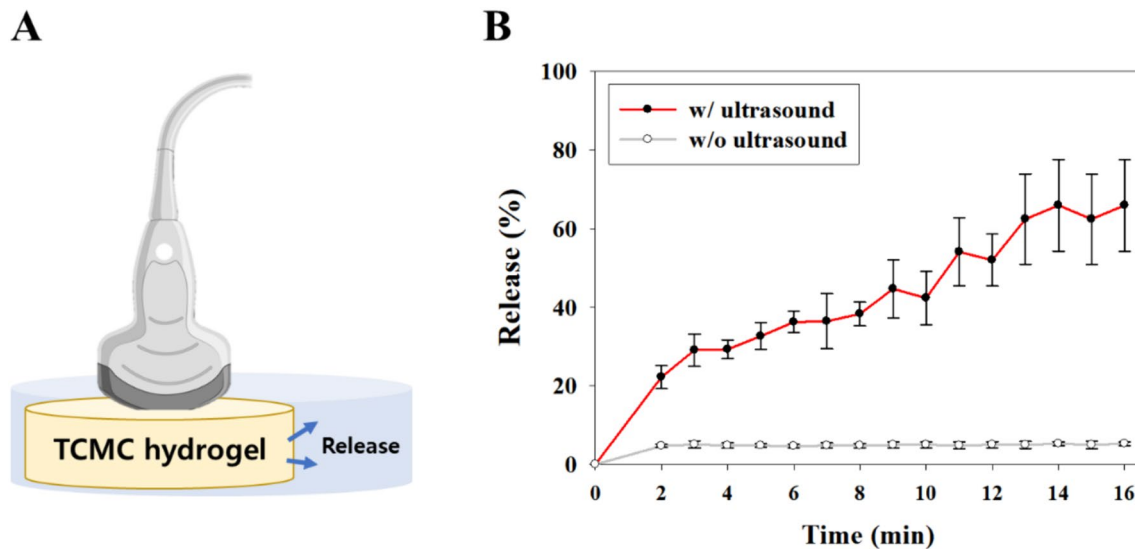 A
TCMC hydrogel
Release
B
w/ ultrasound
w/o ultrasound
Release (%)
100
80
60
40
20
0
0 2 4 6 8 10 12 14 16
Time (min)